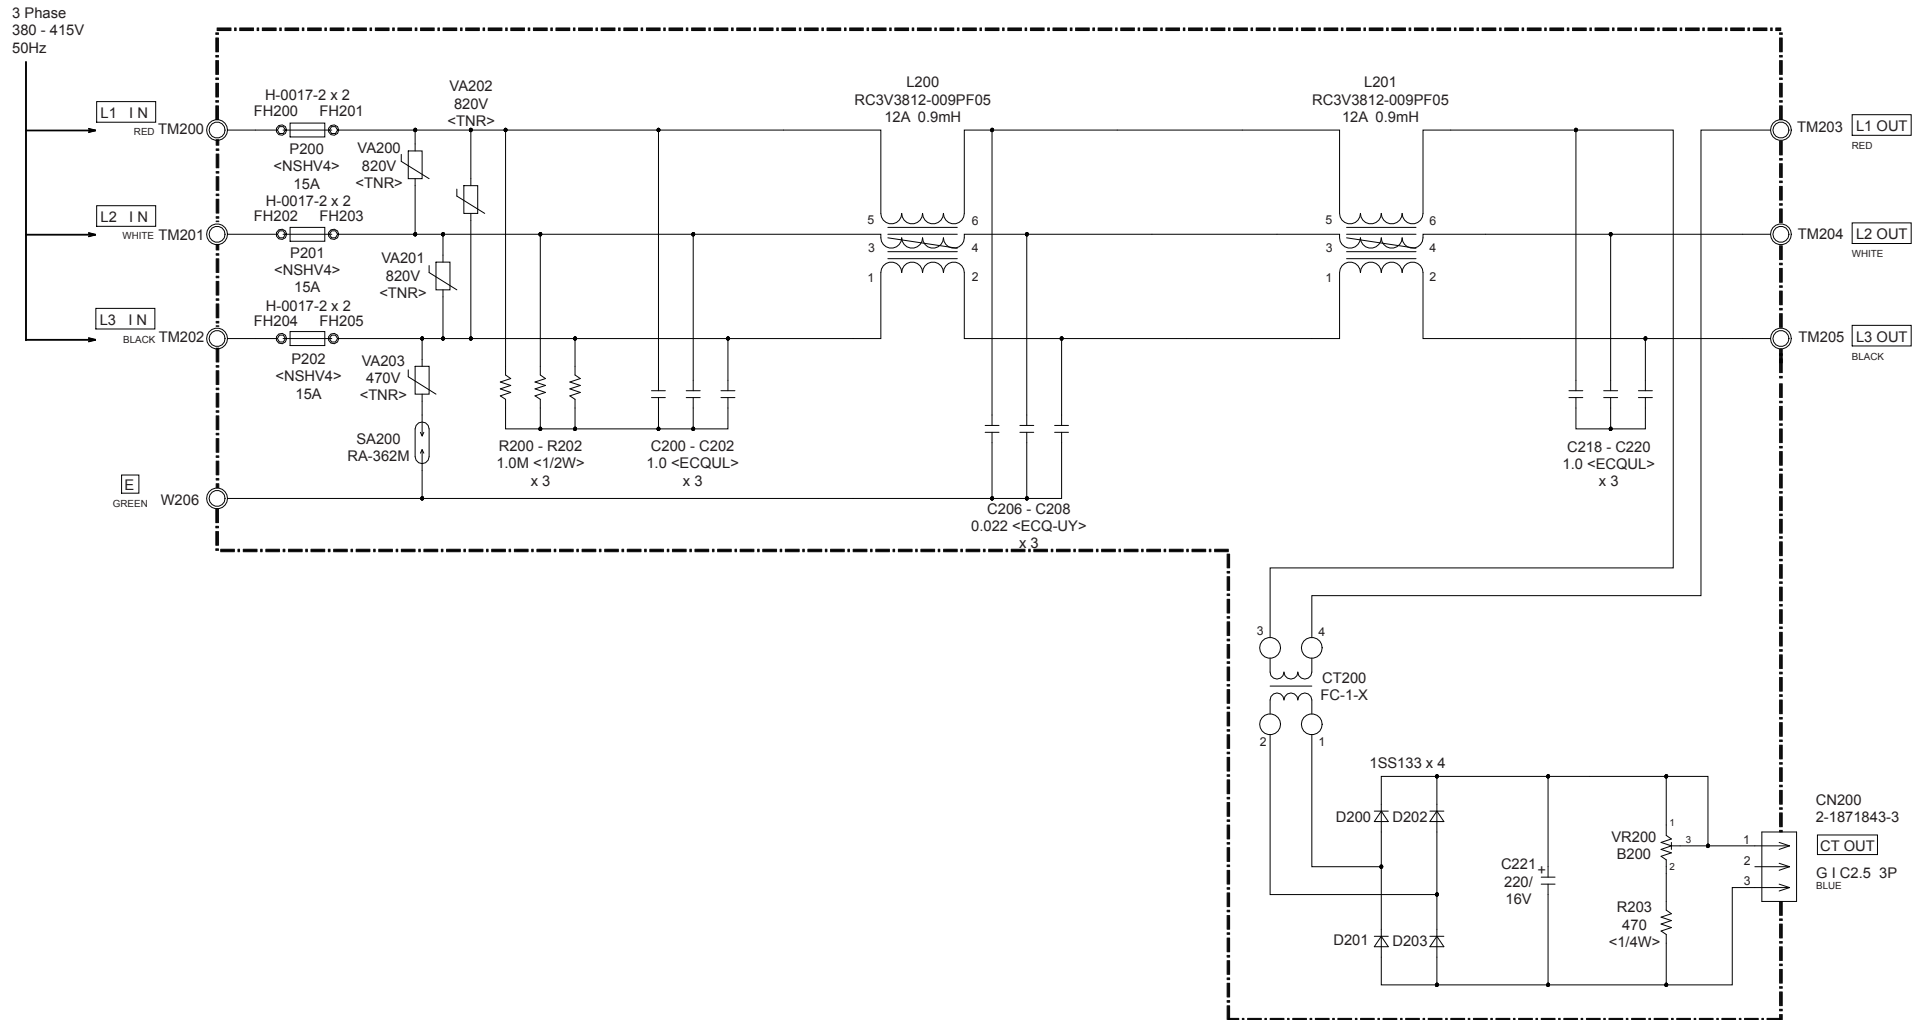 3 Phase
380 - 415V
50Hz
L1 IN
RED TM200
H-0017-2 x 2
FH200 FH201
P200
<NSHV4>
15A
VA200
820V
<TNR>
VA202
820V
<TNR>
L2 IN
WHITE TM201
H-0017-2 x 2
FH202 FH203
P201
<NSHV4>
15A
VA201
820V
<TNR>
L3 IN
BLACK TM202
H-0017-2 x 2
FH204 FH205
P202
<NSHV4>
15A
VA203
470V
<TNR>
SA200
RA-362M
E
GREEN W206
R200 - R202
1.0M <1/2W>
x 3
C200 - C202
1.0 <ECQUL>
x 3
L200
RC3V3812-009PF05
12A 0.9mH
5 6
3 4
1 2
C206 - C208
0.022 <ECQ-UY>
x 3
L201
RC3V3812-009PF05
12A 0.9mH
5 6
3 4
1 2
C218 - C220
1.0 <ECQUL>
x 3
TM203 L1 OUT
RED
TM204 L2 OUT
WHITE
TM205 L3 OUT
BLACK
3 4
CT200
FC-1-X
2 1
1SS133 x 4
D200 D202
D201 D203
C221 +
220/
16V
VR200
B200
1
3
2
R203
470
<1/4W>
1
2
3
CN200
2-1871843-3
CT OUT
GIC2.5 3P
BLUE